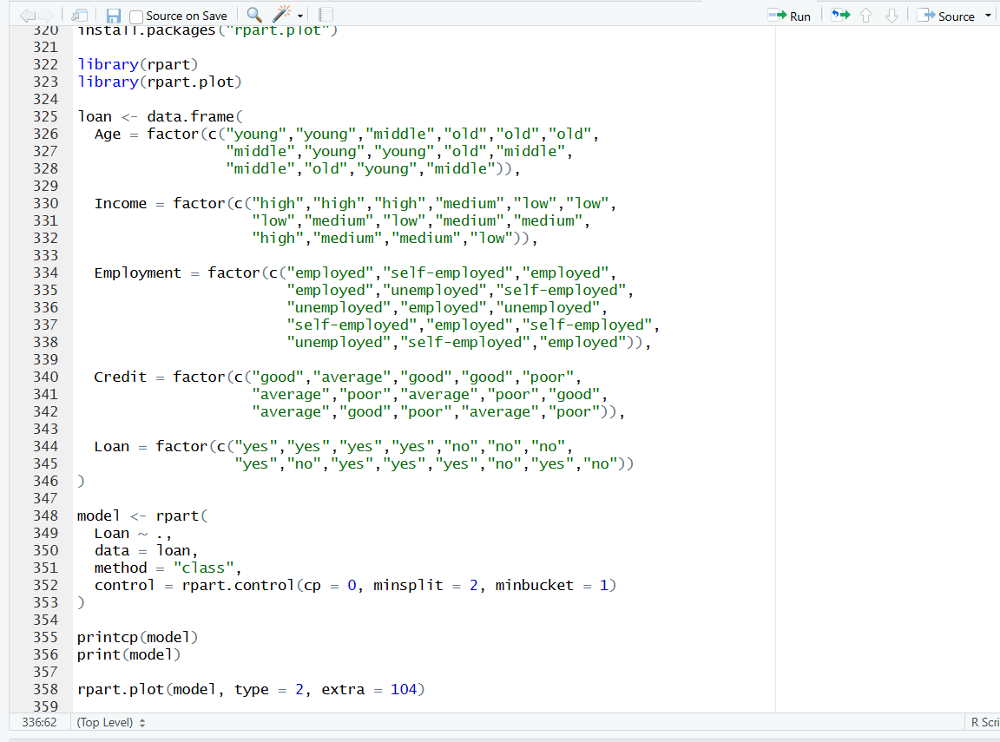 Source on Save Run Source
320 install.packages("rpart.plot")
321
322 library(rpart)
323 library(rpart.plot)
324
325 loan <- data.frame(
326   Age = factor(c("young","young","middle","old","old","old",
327                  "middle","young","young","old","middle",
328                  "middle","old","young","middle")),
329
330   Income = factor(c("high","high","high","medium","low","low",
331                     "low","medium","low","medium","medium",
332                     "high","medium","medium","low")),
333
334   Employment = factor(c("employed","self-employed","employed",
335                         "employed","unemployed","self-employed",
336                         "unemployed","employed","unemployed",
337                         "self-employed","employed","self-employed",
338                         "unemployed","self-employed","employed")),
339
340   Credit = factor(c("good","average","good","good","poor",
341                     "average","poor","average","poor","good",
342                     "average","good","poor","average","poor")),
343
344   Loan = factor(c("yes","yes","yes","yes","no","no","no",
345                   "yes","no","yes","yes","yes","no","yes","no"))
346 )
347
348 model <- rpart(
349   Loan ~ .,
350   data = loan,
351   method = "class",
352   control = rpart.control(cp = 0, minsplit = 2, minbucket = 1)
353 )
354
355 printcp(model)
356 print(model)
357
358 rpart.plot(model, type = 2, extra = 104)
359
336:62 (Top Level) R Scri